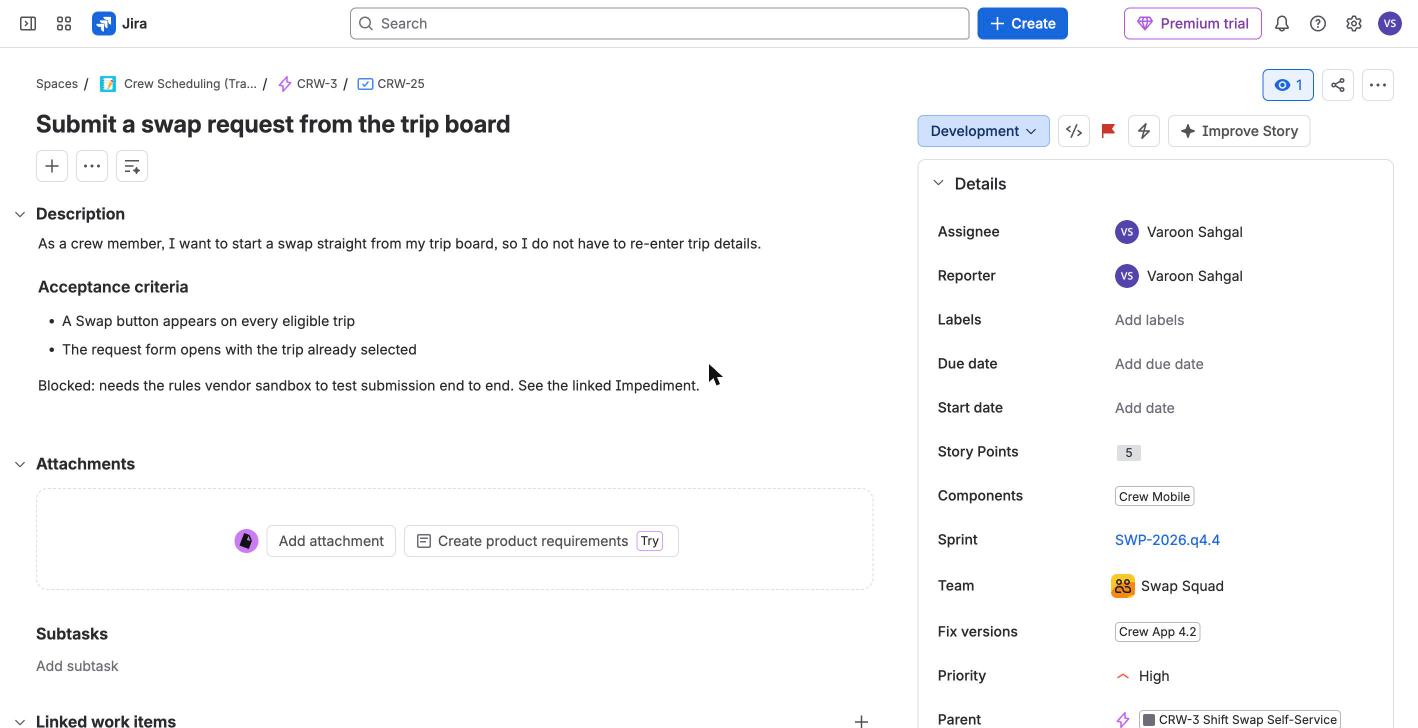 Jira
Search
Create
Premium trial
VS
Spaces / Crew Scheduling (Tra... / CRW-3 / CRW-25
1
Submit a swap request from the trip board
Development
Improve Story
Description
As a crew member, I want to start a swap straight from my trip board, so I do not have to re-enter trip details.
Acceptance criteria
• A Swap button appears on every eligible trip
• The request form opens with the trip already selected
Blocked: needs the rules vendor sandbox to test submission end to end. See the linked Impediment.
Attachments
Add attachment
Create product requirements Try
Subtasks
Add subtask
Linked work items
Details
Assignee VS Varoon Sahgal
Reporter VS Varoon Sahgal
Labels Add labels
Due date Add due date
Start date Add date
Story Points 5
Components Crew Mobile
Sprint SWP-2026.q4.4
Team Swap Squad
Fix versions Crew App 4.2
Priority High
Parent CRW-3 Shift Swap Self-Service